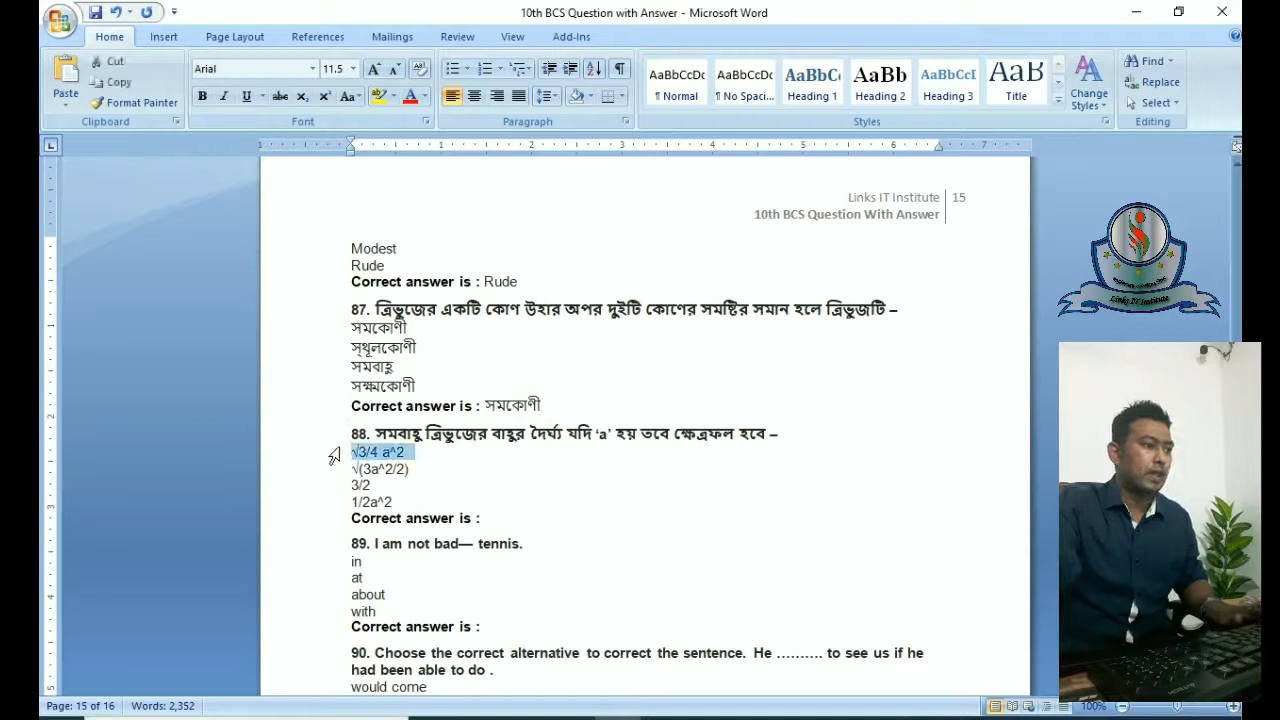 10th BCS Question with Answer - Microsoft Word
Home Insert Page Layout References Mailings Review View Add-Ins
Paste
Cut
Copy
Format Painter
Clipboard
Arial 11.5
Font
Paragraph
AaBbCcDc AaBbCcDc AaBbC AaBb AaBbCcI AaB
¶ Normal ¶ No Spaci... Heading 1 Heading 2 Heading 3 Title
Change Styles
Styles
Find
Replace
Select
Editing
Links IT Institute 15
10th BCS Question With Answer
Modest
Rude
Correct answer is : Rude
87. ত্রিভুজের একটি কোণ উহার অপর দুইটি কোণের সমষ্টির সমান হলে ত্রিভুজটি –
সমকোণী
স্থূলকোণী
সমবাহু
সক্ষ্মকোণী
Correct answer is : সমকোণী
88. সমবাহু ত্রিভুজের বাহুর দৈর্ঘ্য যদি ‘a’ হয় তবে ক্ষেত্রফল হবে –
√3/4 a^2
√(3a^2/2)
3/2
1/2a^2
Correct answer is :
89. I am not bad— tennis.
in
at
about
with
Correct answer is :
90. Choose the correct alternative to correct the sentence. He .......... to see us if he
had been able to do .
would come
Links IT Institute
Page: 15 of 16 Words: 2,352 100%